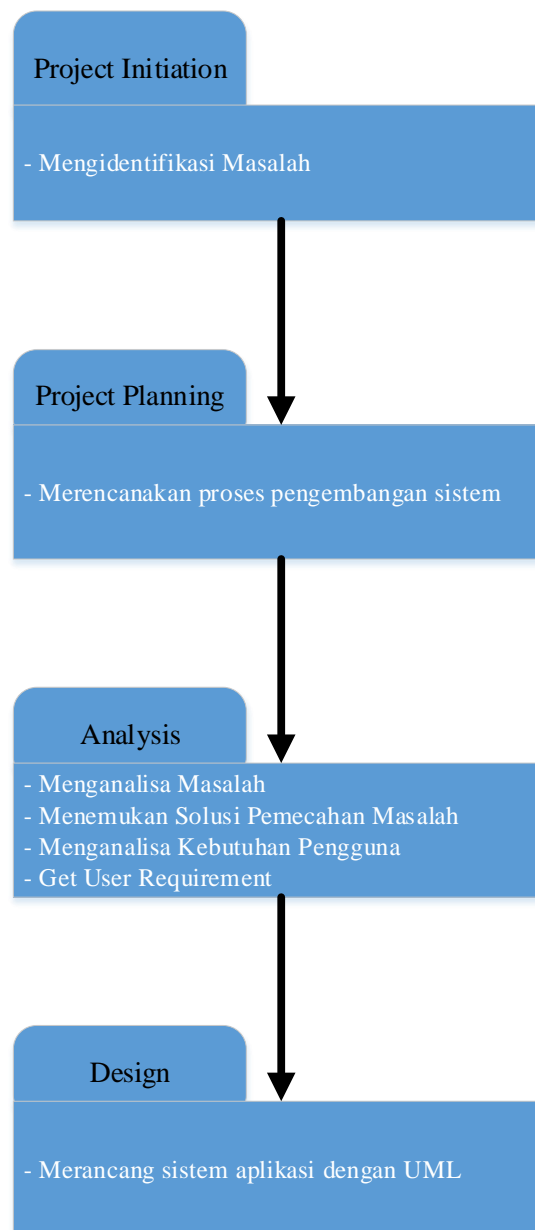 Project Initiation
- Mengidentifikasi Masalah
Project Planning
- Merencanakan proses pengembangan sistem
Analysis
- Menganalisa Masalah
- Menemukan Solusi Pemecahan Masalah
- Menganalisa Kebutuhan Pengguna
- Get User Requirement
Design
- Merancang sistem aplikasi dengan UML